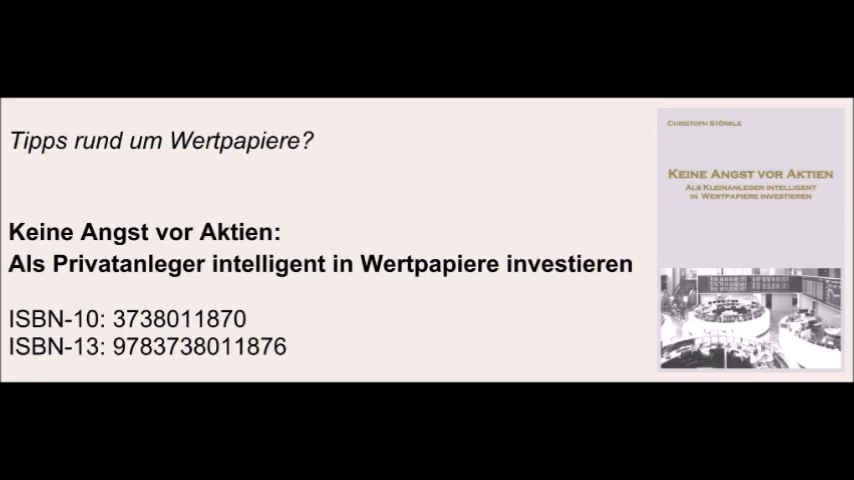 Tipps rund um Wertpapiere?
Keine Angst vor Aktien:
Als Privatanleger intelligent in Wertpapiere investieren
ISBN-10: 3738011870
ISBN-13: 9783738011876
Christoph Störkle
Keine Angst vor Aktien
Als Kleinanleger intelligent
in Wertpapiere investieren